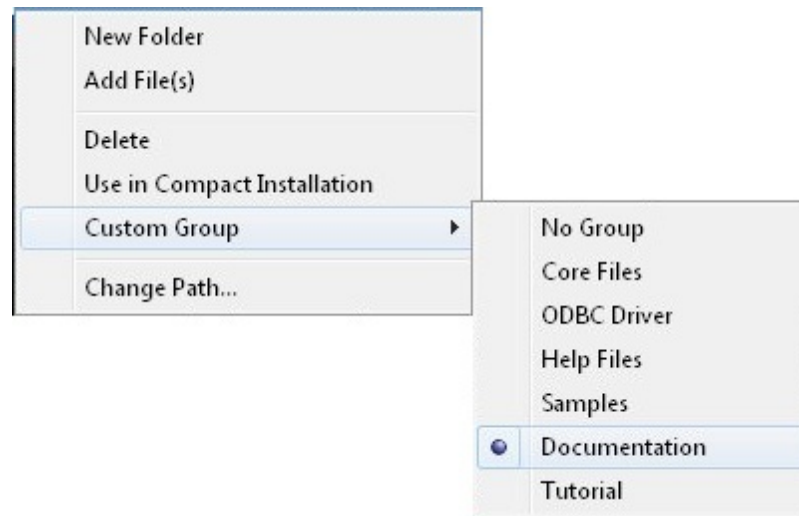 New Folder
Add File(s)
Delete
Use in Compact Installation
Custom Group
Change Path...
No Group
Core Files
ODBC Driver
Help Files
Samples
Documentation
Tutorial